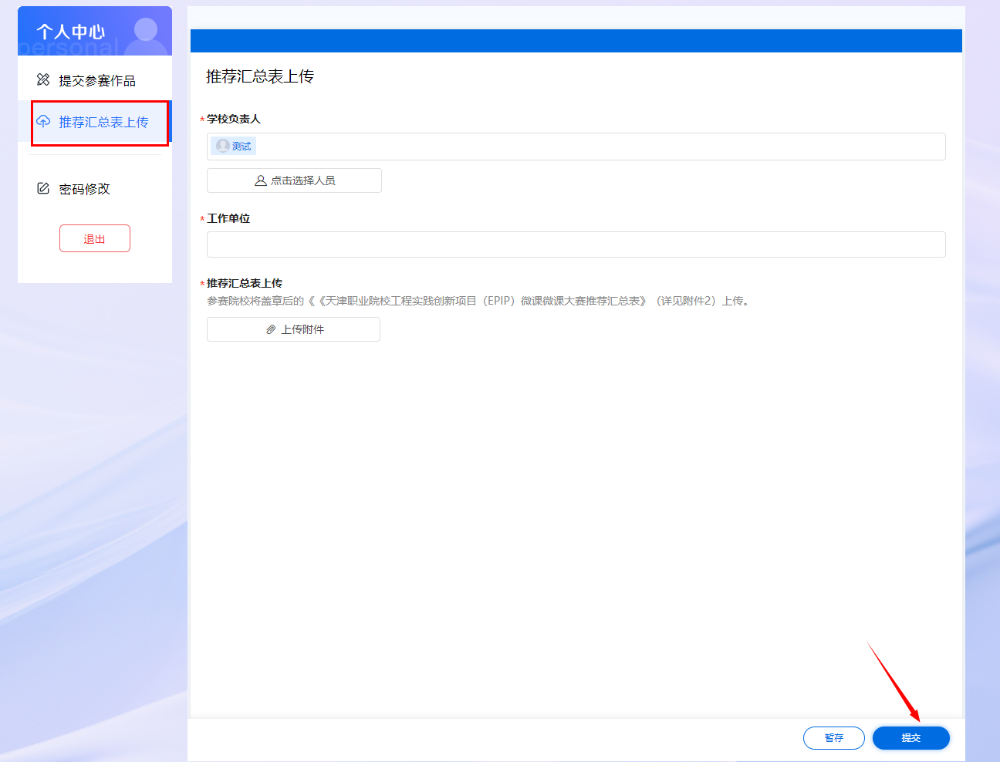 个人中心
personal
提交参赛作品
推荐汇总表上传
密码修改
退出
推荐汇总表上传
*学校负责人
测试
点击选择人员
*工作单位
*推荐汇总表上传
参赛院校将盖章后的《《天津职业院校工程实践创新项目（EPIP）微课微课大赛推荐汇总表》（详见附件2）上传。
上传附件
暂存
提交